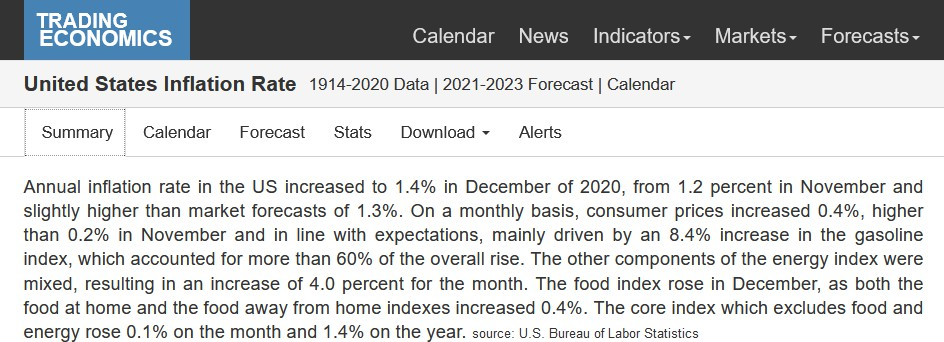 TRADING
ECONOMICS
Calendar News Indicators Markets Forecasts
United States Inflation Rate 1914-2020 Data | 2021-2023 Forecast | Calendar
Summary Calendar Forecast Stats Download Alerts
Annual inflation rate in the US increased to 1.4% in December of 2020, from 1.2 percent in November and
slightly higher than market forecasts of 1.3%. On a monthly basis, consumer prices increased 0.4%, higher
than 0.2% in November and in line with expectations, mainly driven by an 8.4% increase in the gasoline
index, which accounted for more than 60% of the overall rise. The other components of the energy index were
mixed, resulting in an increase of 4.0 percent for the month. The food index rose in December, as both the
food at home and the food away from home indexes increased 0.4%. The core index which excludes food and
energy rose 0.1% on the month and 1.4% on the year. source: U.S. Bureau of Labor Statistics